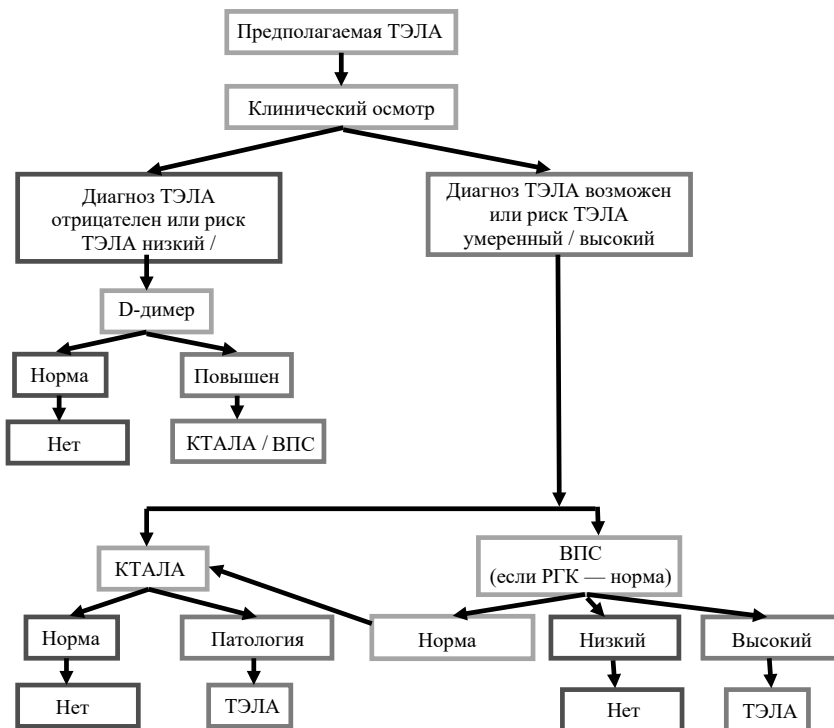 Предполагаемая ТЭЛА
Клинический осмотр
Диагноз ТЭЛА
отрицателен или риск
ТЭЛА низкий /
Диагноз ТЭЛА возможен
или риск ТЭЛА
умеренный / высокий
D-димер
Норма
Повышен
Нет
КТАЛА / ВПС
КТАЛА
ВПС
(если РГК — норма)
Норма
Патология
Норма
Низкий
Высокий
Нет
ТЭЛА
Нет
ТЭЛА